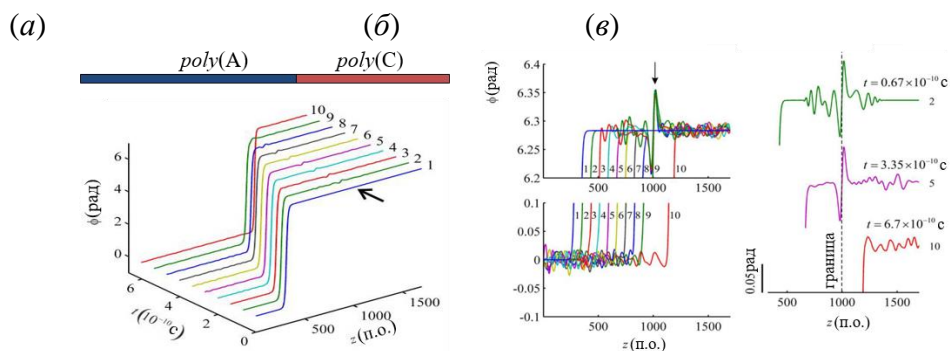 (а)
(б)
(в)
poly(A)
poly(C)
10
9
8
7
6
5
4
3
2
1
6
4
2
0
ϕ(рад)
6
4
2
0
t(10⁻¹⁰с)
500
1000
1500
z(п.о.)
6.4
6.35
6.3
6.25
6.2
ϕ(рад)
1 2 3 4 5 6 7 8 9 10
500 1000 1500
0.1
0.05
0
-0.05
-0.1
1 2 3 4 5 6 7 8 9 10
0 500 1000 1500
z(п.о.)
t = 0.67×10⁻¹⁰ с
2
t = 3.35×10⁻¹⁰ с
5
t = 6.7×10⁻¹⁰ с
10
0.05рад
граница
500 1000 1500
z(п.о.)